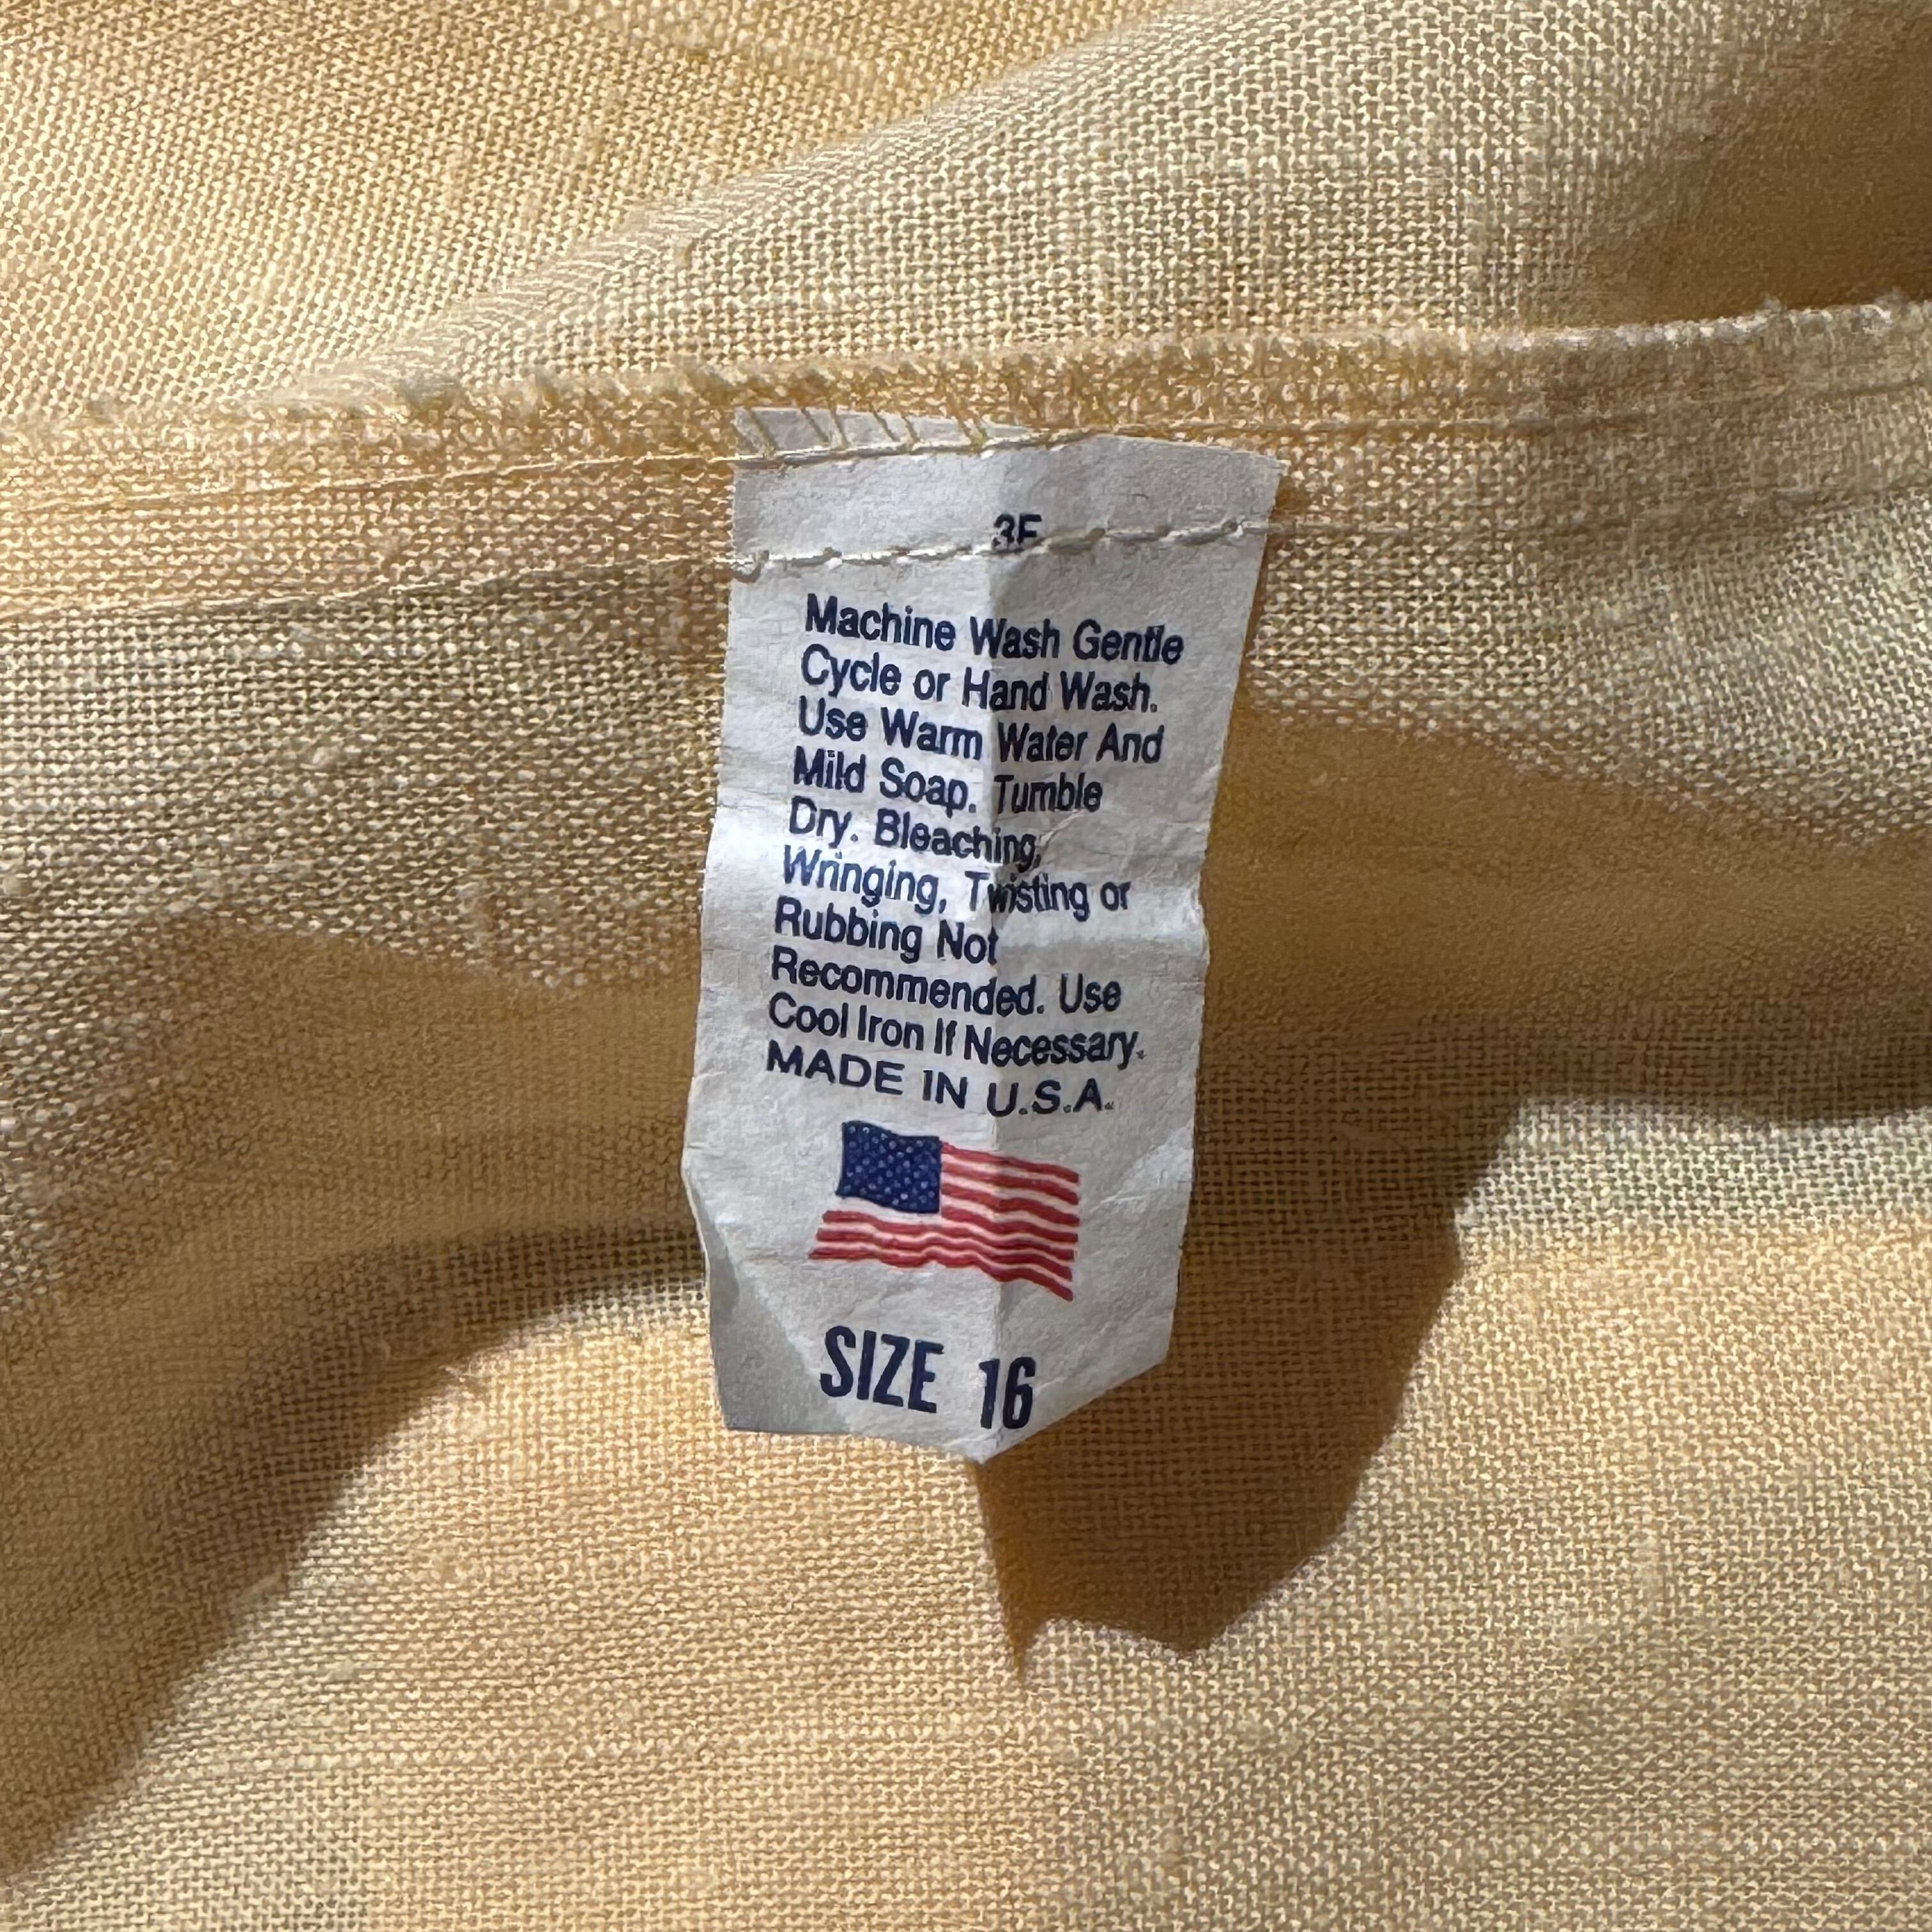 3F
Machine Wash Gentle
Cycle or Hand Wash.
Use Warm Water And
Mild Soap. Tumble
Dry. Bleaching,
Wringing, Twisting or
Rubbing Not
Recommended. Use
Cool Iron If Necessary.
MADE IN U.S.A.
SIZE 16